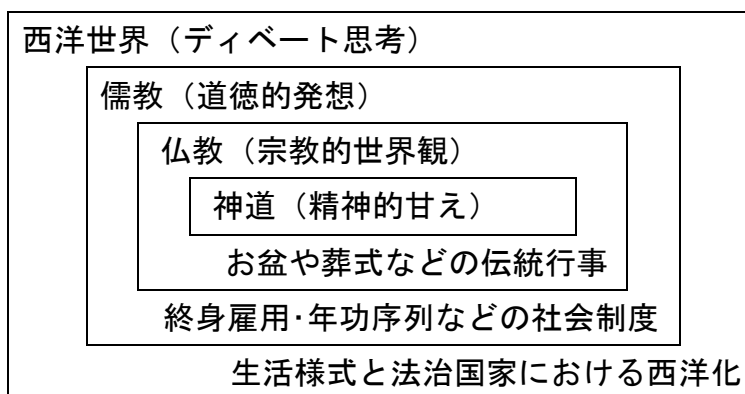 西洋世界（ディベート思考）
儒教（道徳的発想）
仏教（宗教的世界観）
神道（精神的甘え）
お盆や葬式などの伝統行事
終身雇用･年功序列などの社会制度
生活様式と法治国家における西洋化